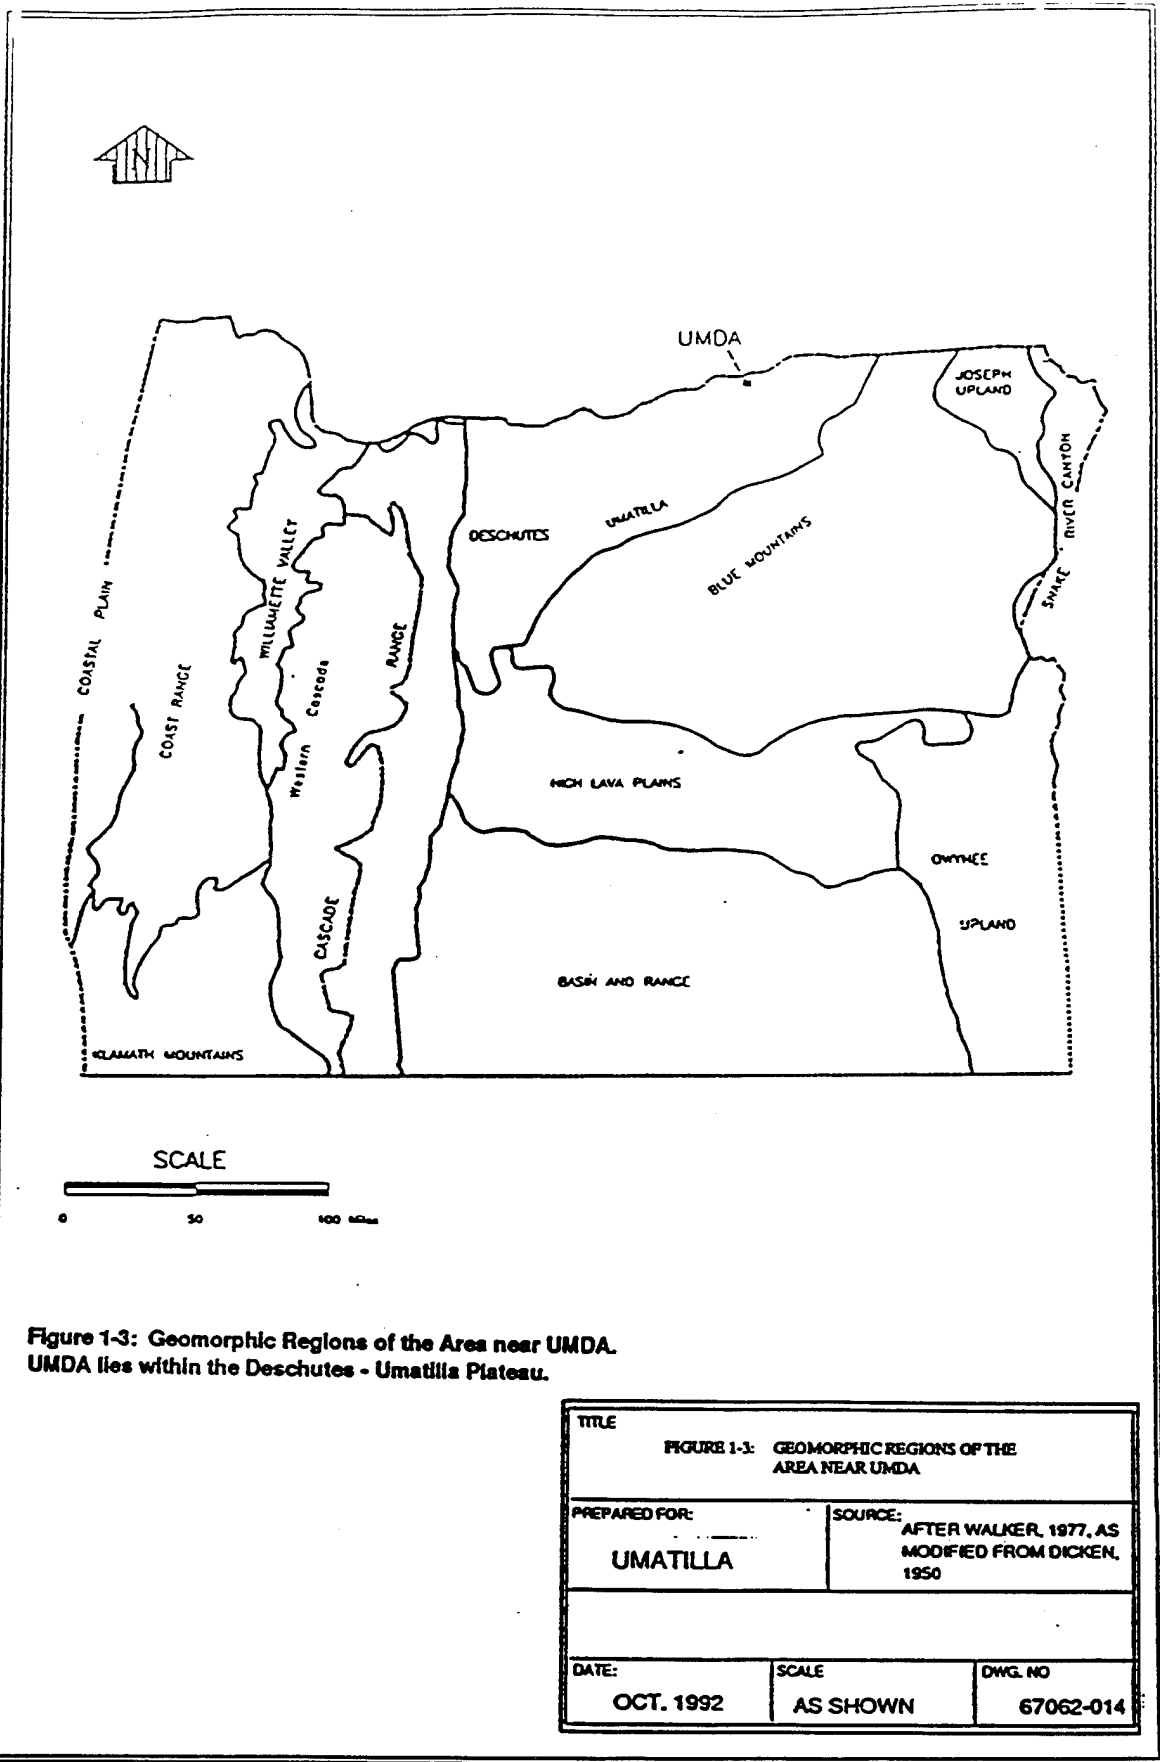 N
UMDA
JOSEPH
UPLAND
SNAKE RIVER CANYON
DESCHUTES
UMATILLA
BLUE MOUNTAINS
WILLIAMETTE VALLEY
COASTAL PLAIN
COAST RANGE
Western Cascade
RANGE
CASCADE
HIGH LAVA PLAINS
OWYHEE
UPLAND
BASIN AND RANGE
KLAMATH MOUNTAINS
SCALE
0 50 100
Figure 1-3: Geomorphic Regions of the Area near UMDA.
UMDA lies within the Deschutes - Umatilla Plateau.
TITLE
FIGURE 1-3: GEOMORPHIC REGIONS OF THE
AREA NEAR UMDA
PREPARED FOR:
UMATILLA
SOURCE:
AFTER WALKER, 1977, AS
MODIFIED FROM DICKEN,
1950
DATE:
OCT. 1992
SCALE
AS SHOWN
DWG. NO
67062-014